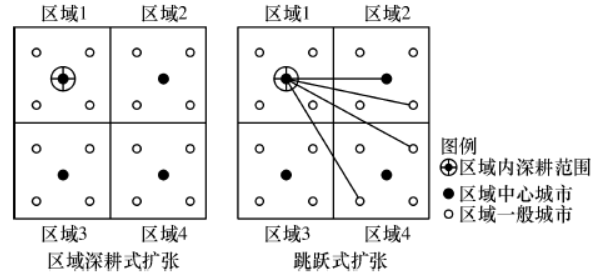 区域1
区域2
区域1
区域2
图例
区域内深耕范围
区域中心城市
区域一般城市
区域3
区域4
区域3
区域4
区域深耕式扩张
跳跃式扩张